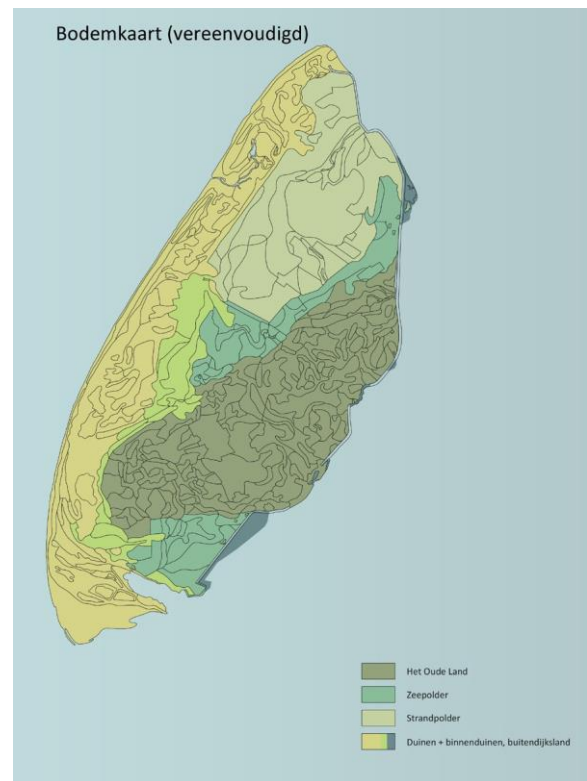 Bodemkaart (vereenvoudigd)
Het Oude Land
Zeepolder
Strandpolder
Duinen + binnenduinen, buitendijksland